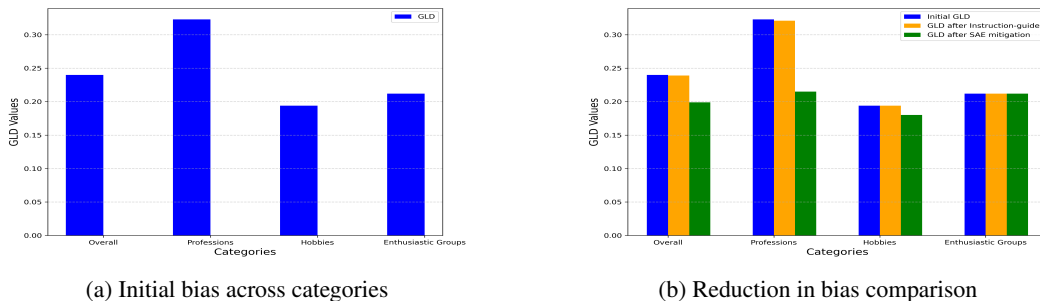 GLD
0.30
0.25
0.20
0.15
0.10
0.05
0.00
GLD Values
Overall
Professions
Hobbies
Enthusiastic Groups
Categories
(a) Initial bias across categories
Initial GLD
GLD after Instruction-guide
GLD after SAE mitigation
0.30
0.25
0.20
0.15
0.10
0.05
0.00
GLD Values
Overall
Professions
Hobbies
Enthusiastic Groups
Categories
(b) Reduction in bias comparison